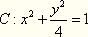 C : x² + y²/4 = 1